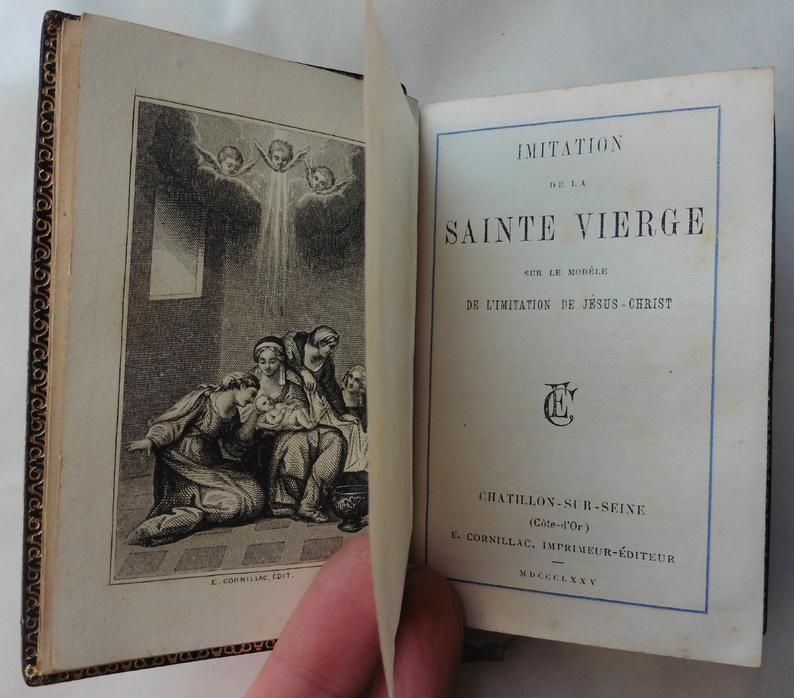 E. CORNILLAC, ÉDIT.
IMITATION
DE LA
SAINTE VIERGE
SUR LE MODÈLE
DE L'IMITATION DE JÉSUS-CHRIST
EC
CHATILLON-SUR-SEINE
(Côte-d'Or)
E. CORNILLAC, IMPRIMEUR-ÉDITEUR
MDCCCLXXV